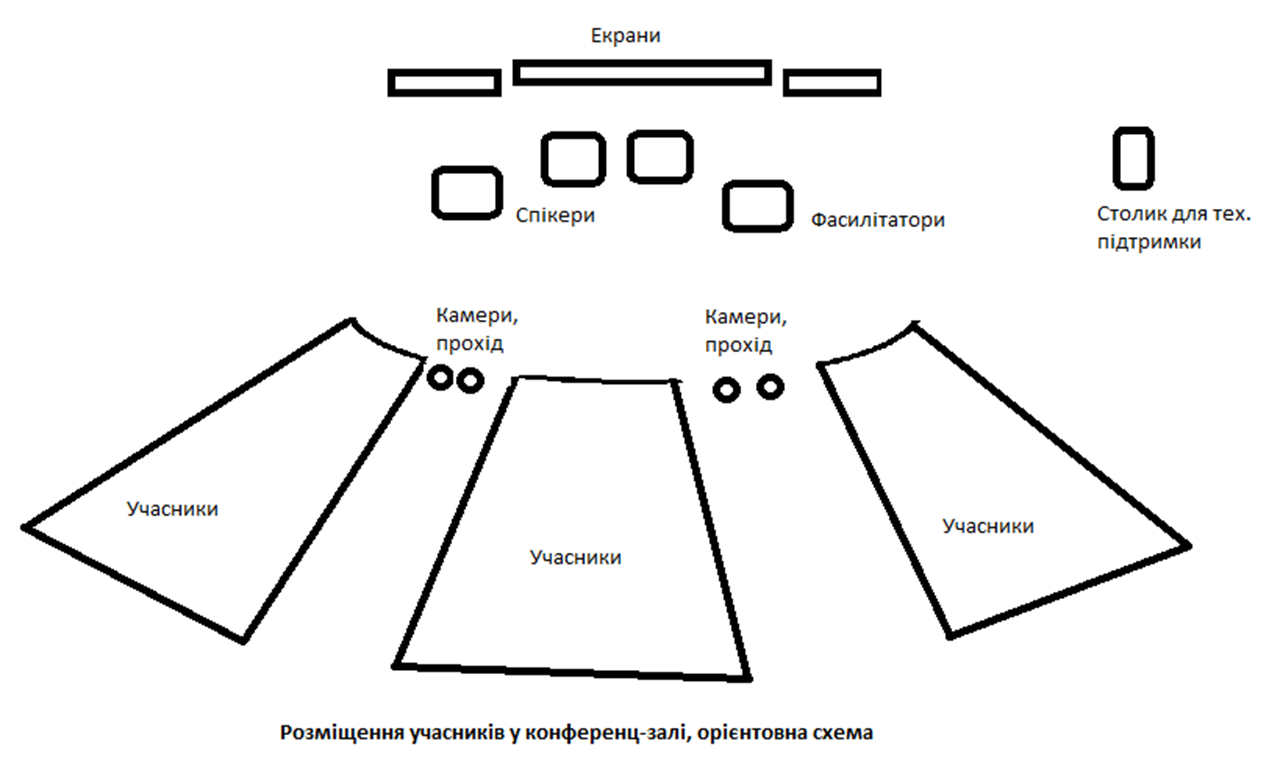 Екрани
Спікери
Фасилітатори
Столик для тех.
підтримки
Камери,
прохід
Камери,
прохід
Учасники
Учасники
Учасники
Розміщення учасників у конференц-залі, орієнтовна схема